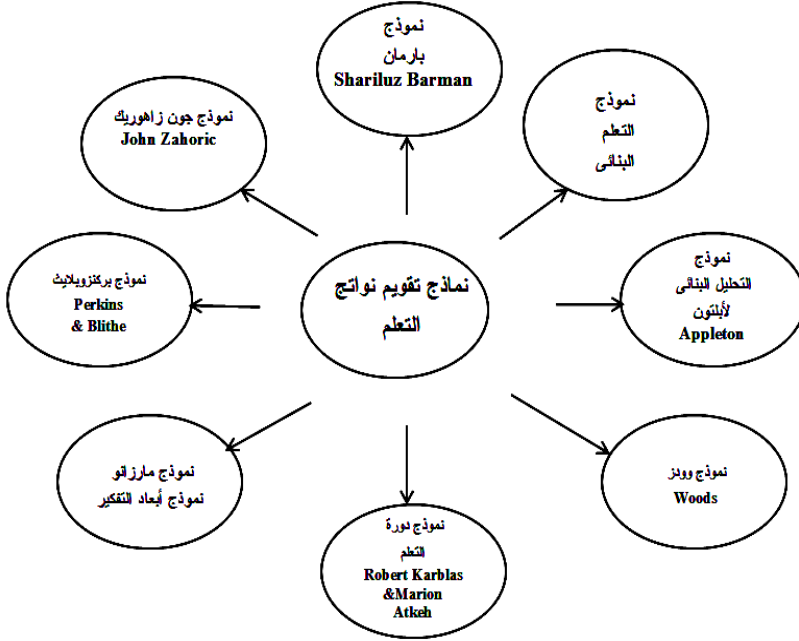 نموذج
بارمان
Shariluz Barman
نموذج
التعلم
البنائى
نموذج جون زاهوريك
John Zahoric
نموذج
التحليل البنائى
لأبلتون
Appleton
نماذج تقويم نواتج
التعلم
نموذج بركنزوبلايث
Perkins
& Blithe
نموذج وودز
Woods
نموذج مارزانو
نموذج أبعاد التفكير
نموذج دورة
التعلم
Robert Karblas
&Marion
Atkeh